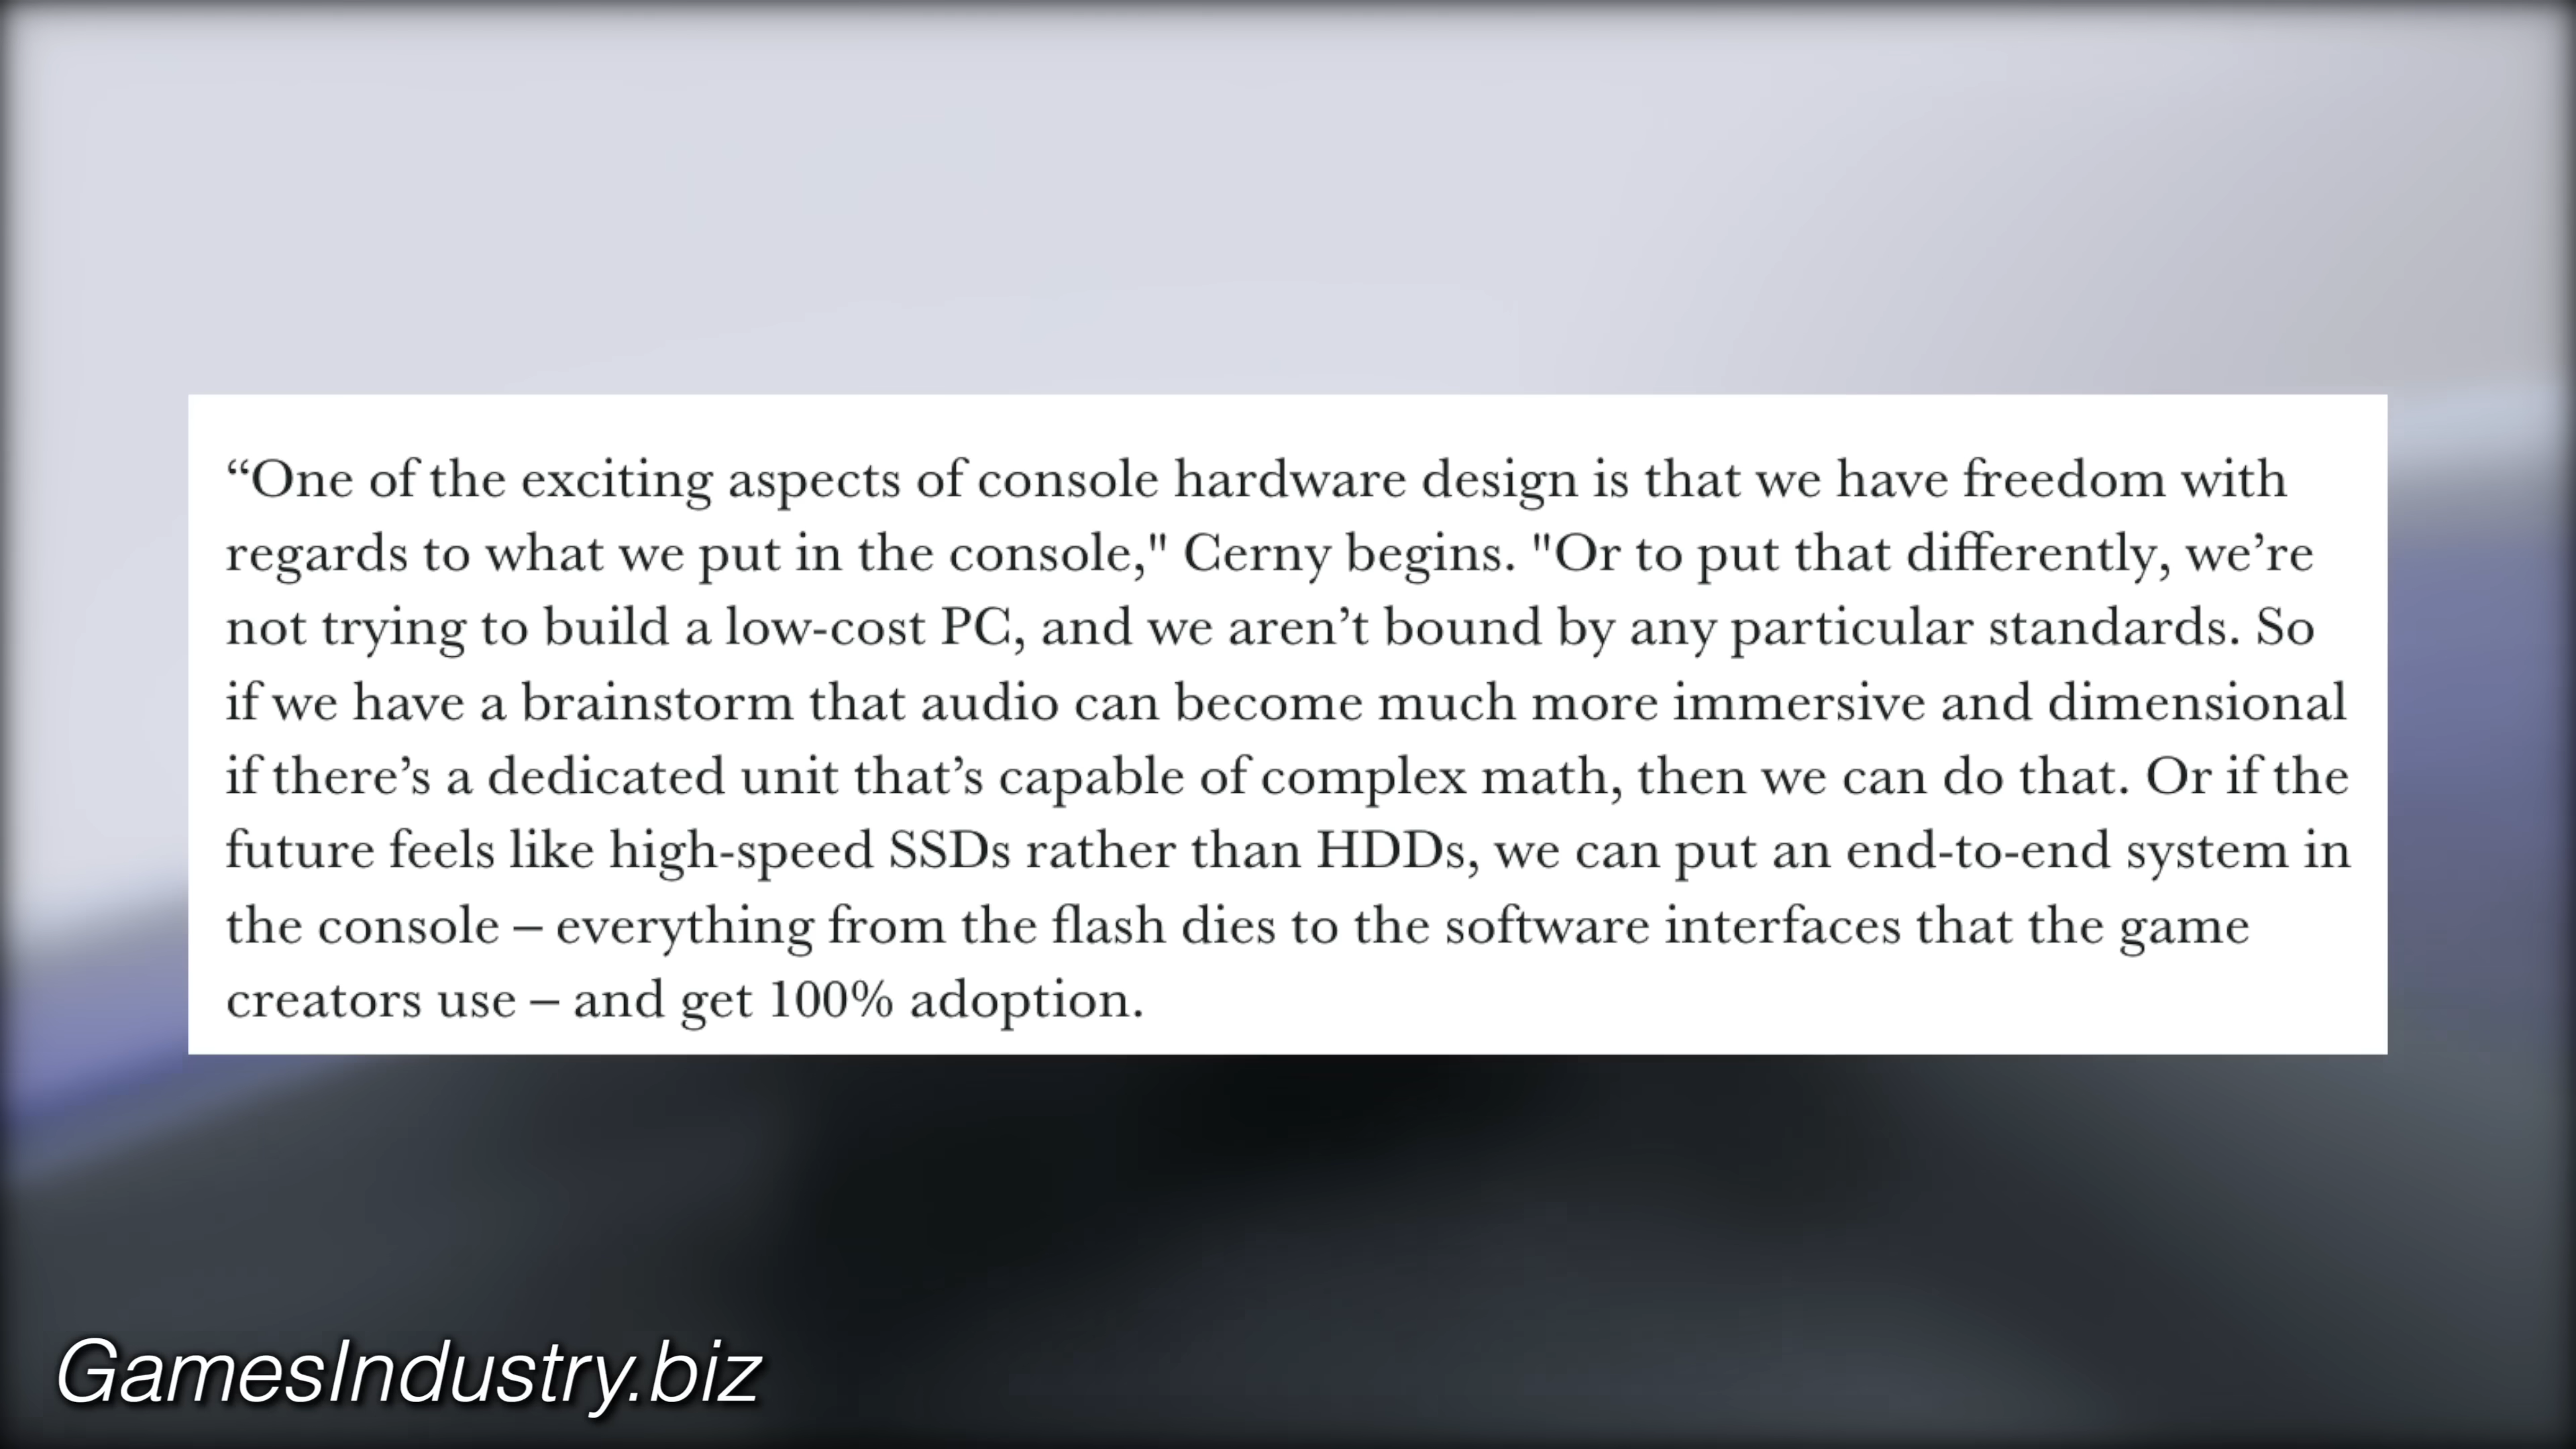 “One of the exciting aspects of console hardware design is that we have freedom with
regards to what we put in the console," Cerny begins. "Or to put that differently, we’re
not trying to build a low-cost PC, and we aren’t bound by any particular standards. So
if we have a brainstorm that audio can become much more immersive and dimensional
if there’s a dedicated unit that’s capable of complex math, then we can do that. Or if the
future feels like high-speed SSDs rather than HDDs, we can put an end-to-end system in
the console – everything from the flash dies to the software interfaces that the game
creators use – and get 100% adoption.
GamesIndustry.biz